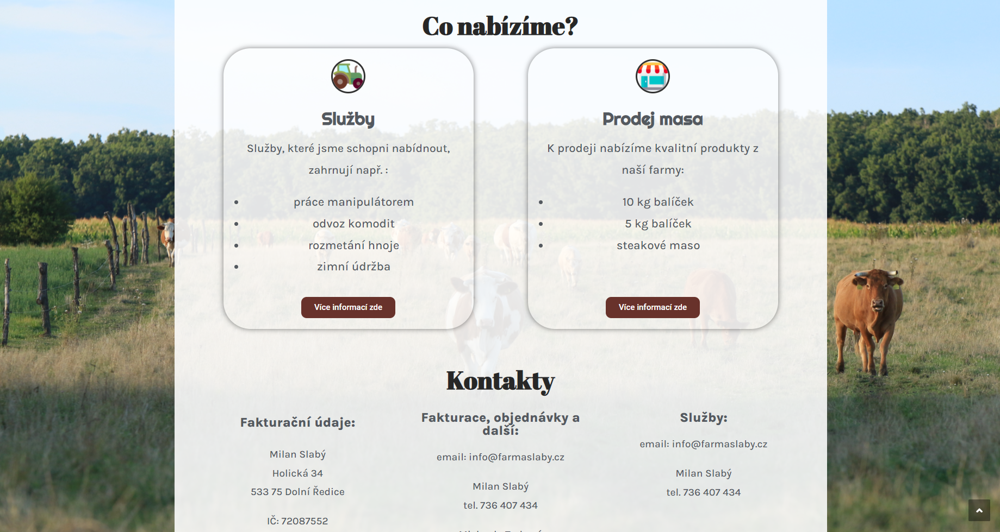 Co nabízíme?
Služby
Služby, které jsme schopni nabídnout,
zahrnují např. :
práce manipulátorem
odvoz komodit
rozmetání hnoje
zimní údržba
Více informací zde
Prodej masa
K prodeji nabízíme kvalitní produkty z
naší farmy:
10 kg balíček
5 kg balíček
steakové maso
Více informací zde
Kontakty
Fakturační údaje:
Milan Slabý
Holická 34
533 75 Dolní Ředice
IČ: 72087552
Fakturace, objednávky a
další:
email: info@farmaslaby.cz
Milan Slabý
tel. 736 407 434
Služby:
email: info@farmaslaby.cz
Milan Slabý
tel. 736 407 434